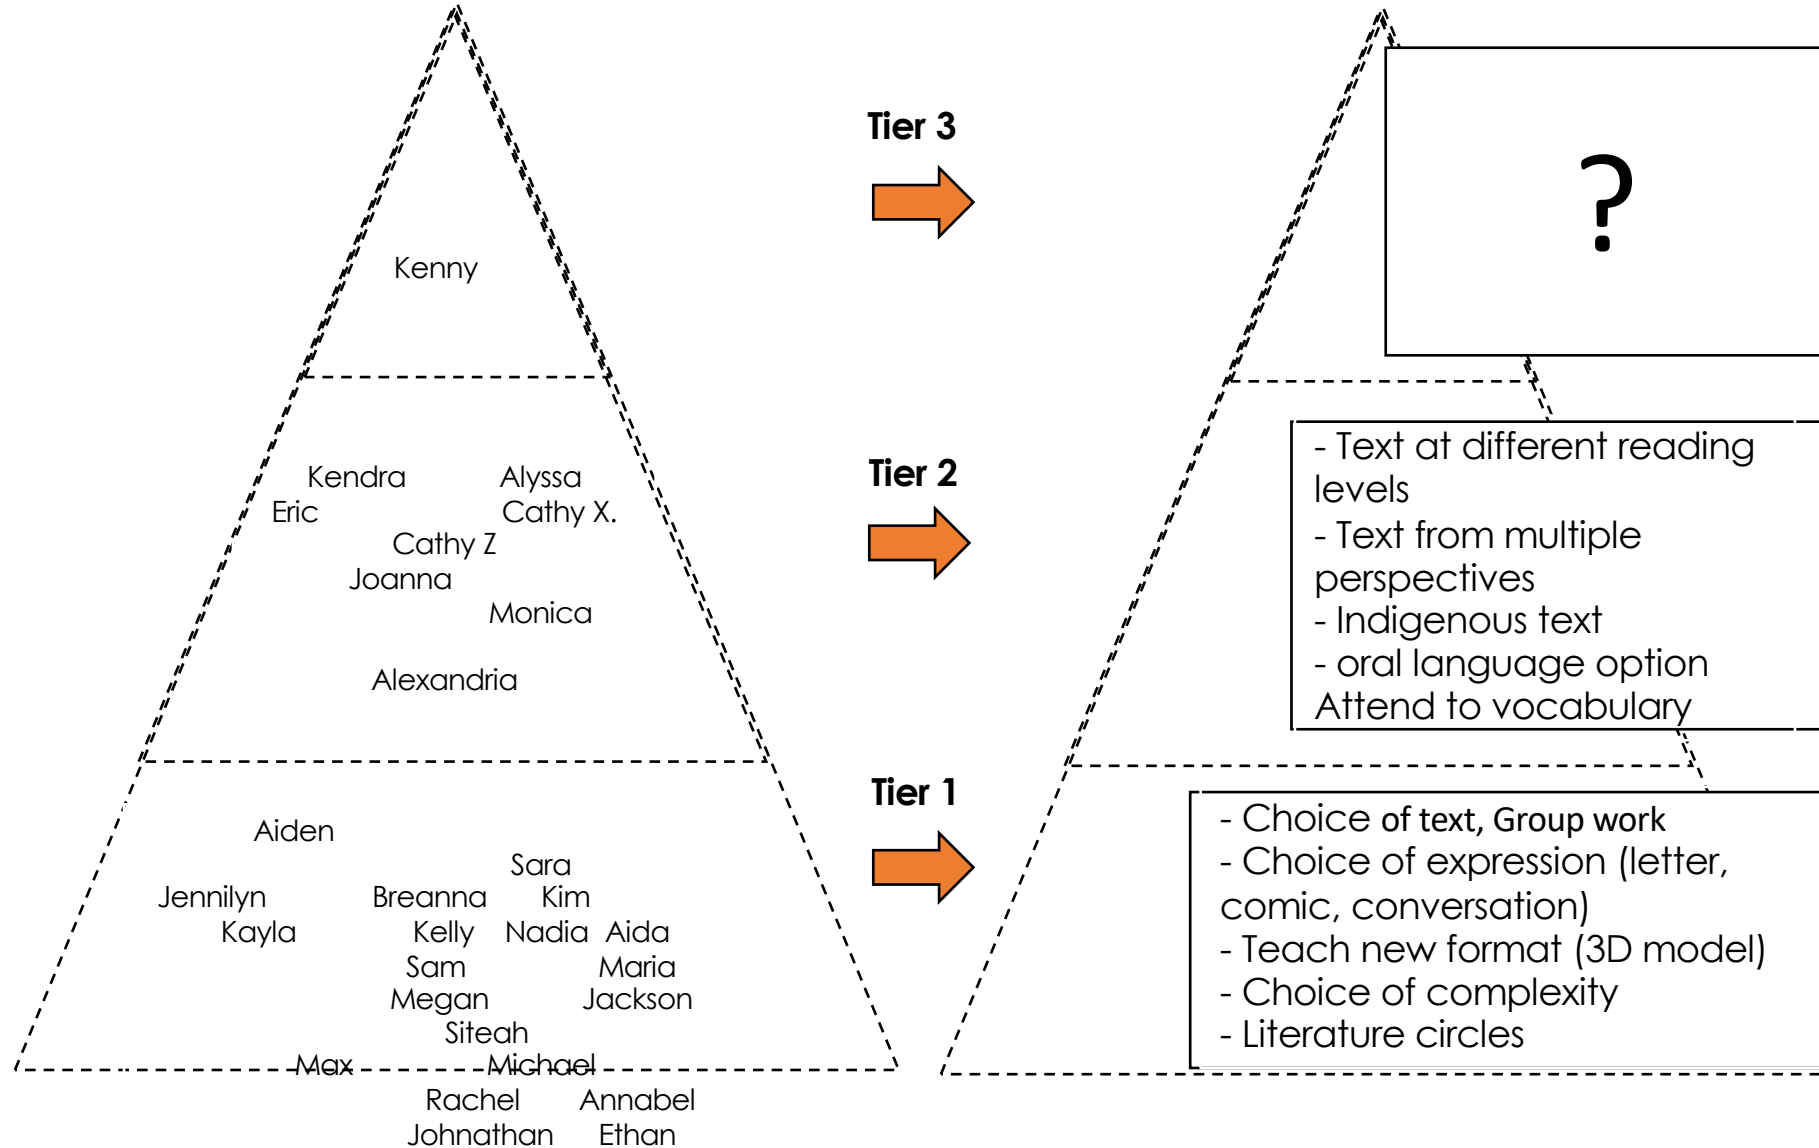 Tier 3
?
Kenny
Tier 2
Kendra Alyssa
Eric Cathy X.
Cathy Z
Joanna
Monica
Alexandria
- Text at different reading
levels
- Text from multiple
perspectives
- Indigenous text
- oral language option
Attend to vocabulary
Tier 1
Aiden
Sara
Jennilyn Breanna Kim
Kayla Kelly Nadia Aida
Sam Maria
Megan Jackson
Siteah
Max Michael
Rachel Annabel
Johnathan Ethan
- Choice of text, Group work
- Choice of expression (letter,
comic, conversation)
- Teach new format (3D model)
- Choice of complexity
- Literature circles